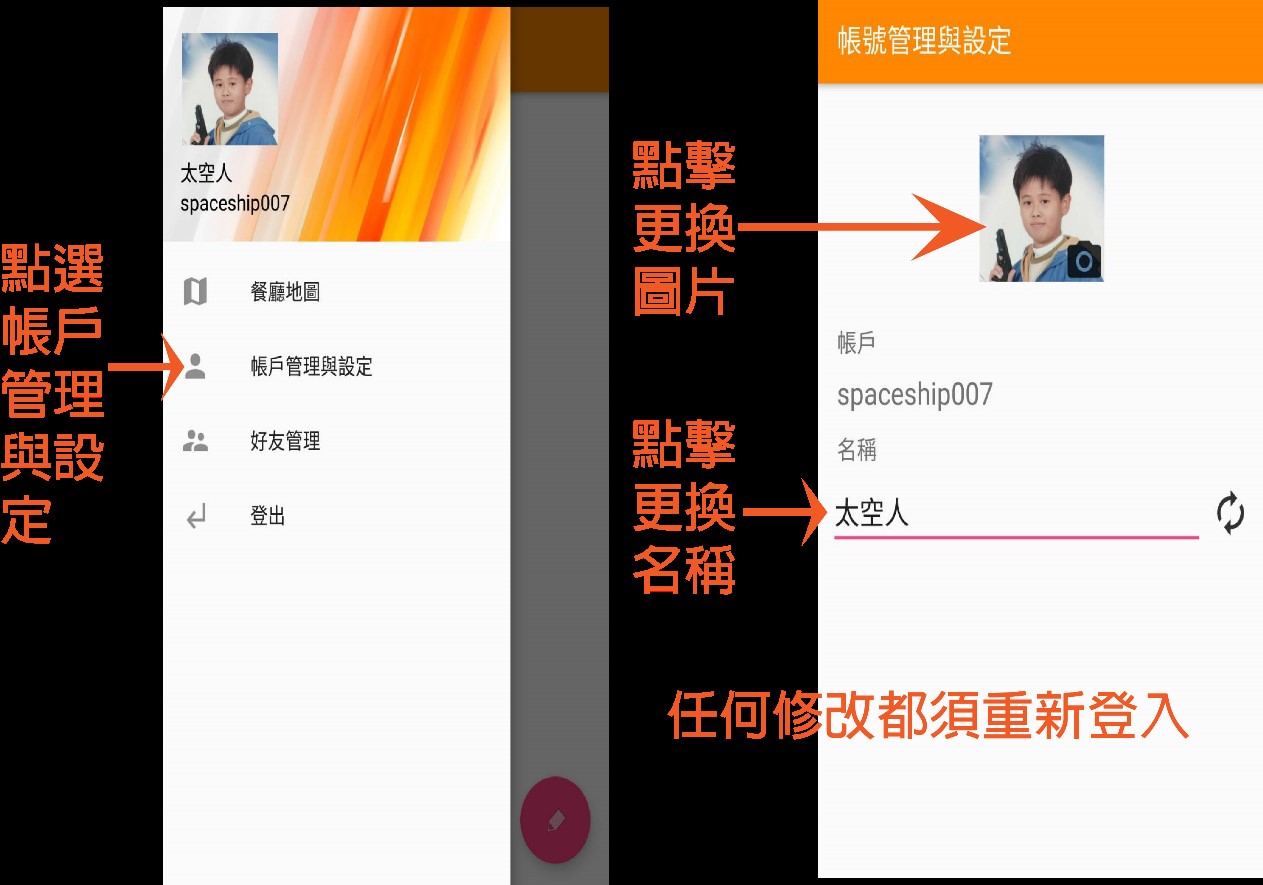 太空人
spaceship007
點選
帳戶
管理
與設
定
餐廳地圖
帳戶管理與設定
好友管理
登出
帳號管理與設定
點擊
更換
圖片
帳戶
spaceship007
名稱
點擊
更換
名稱
太空人
任何修改都須重新登入